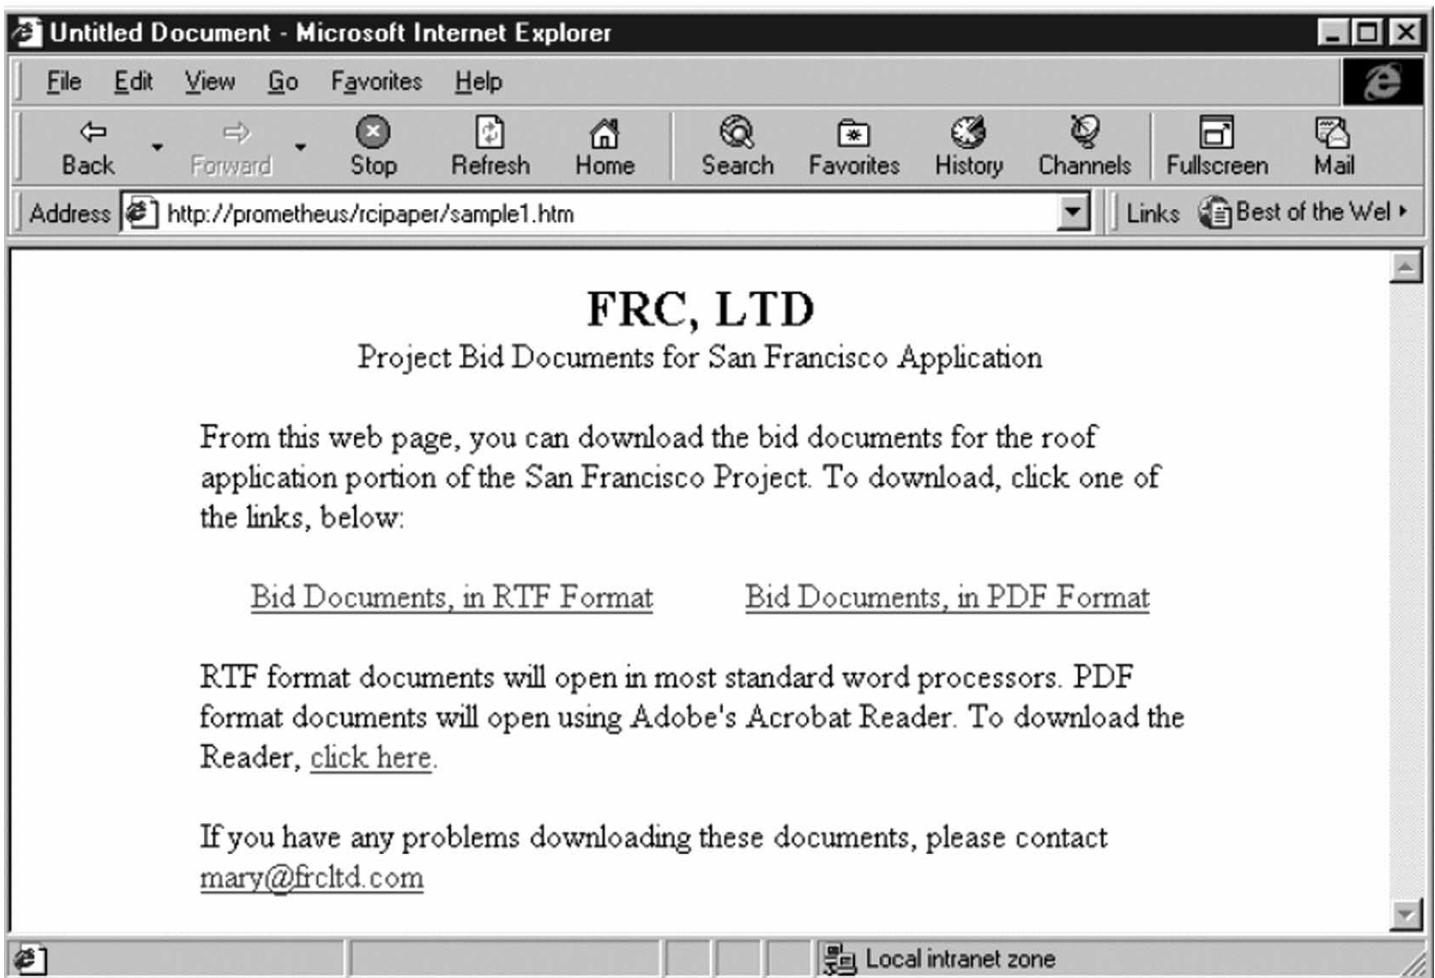 Untitled Document - Microsoft Internet Explorer
File Edit View Go Favorites Help
Back Forward Stop Refresh Home Search Favorites History Channels Fullscreen Mail
Address http://prometheus/rcipaper/sample1.htm Links Best of the Wel
FRC, LTD
Project Bid Documents for San Francisco Application
From this web page, you can download the bid documents for the roof
application portion of the San Francisco Project. To download, click one of
the links, below:
Bid Documents, in RTF Format Bid Documents, in PDF Format
RTF format documents will open in most standard word processors. PDF
format documents will open using Adobe's Acrobat Reader. To download the
Reader, click here.
If you have any problems downloading these documents, please contact
mary@frcltd.com
Local intranet zone